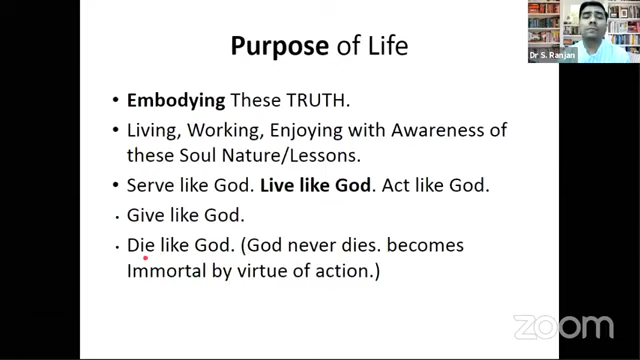 Purpose of Life
Dr S. Ranjan
• Embodying These TRUTH.
• Living, Working, Enjoying with Awareness of
these Soul Nature/Lessons.
• Serve like God. Live like God. Act like God.
• Give like God.
• Die like God. (God never dies. becomes
Immortal by virtue of action.)
zoom